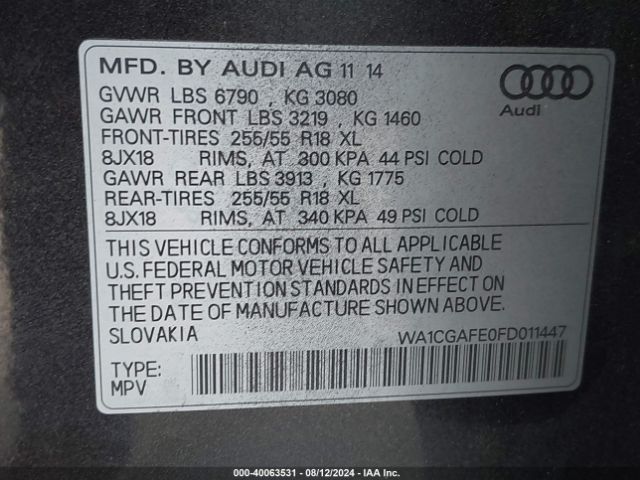 MFD. BY AUDI AG 11 14
GVWR LBS 6790 , KG 3080
GAWR FRONT LBS 3219 , KG 1460
FRONT-TIRES 255/55 R18 XL
8JX18 RIMS, AT 300 KPA 44 PSI COLD
GAWR REAR LBS 3913 , KG 1775
REAR-TIRES 255/55 R18 XL
8JX18 RIMS, AT 340 KPA 49 PSI COLD
Audi
THIS VEHICLE CONFORMS TO ALL APPLICABLE
U.S. FEDERAL MOTOR VEHICLE SAFETY AND
THEFT PREVENTION STANDARDS IN EFFECT ON
THE DATE OF MANUFACTURE SHOWN ABOVE.
SLOVAKIA WA1CGAFE0FD011447
TYPE:
MPV
000-40063531 - 08/12/2024 - IAA Inc.